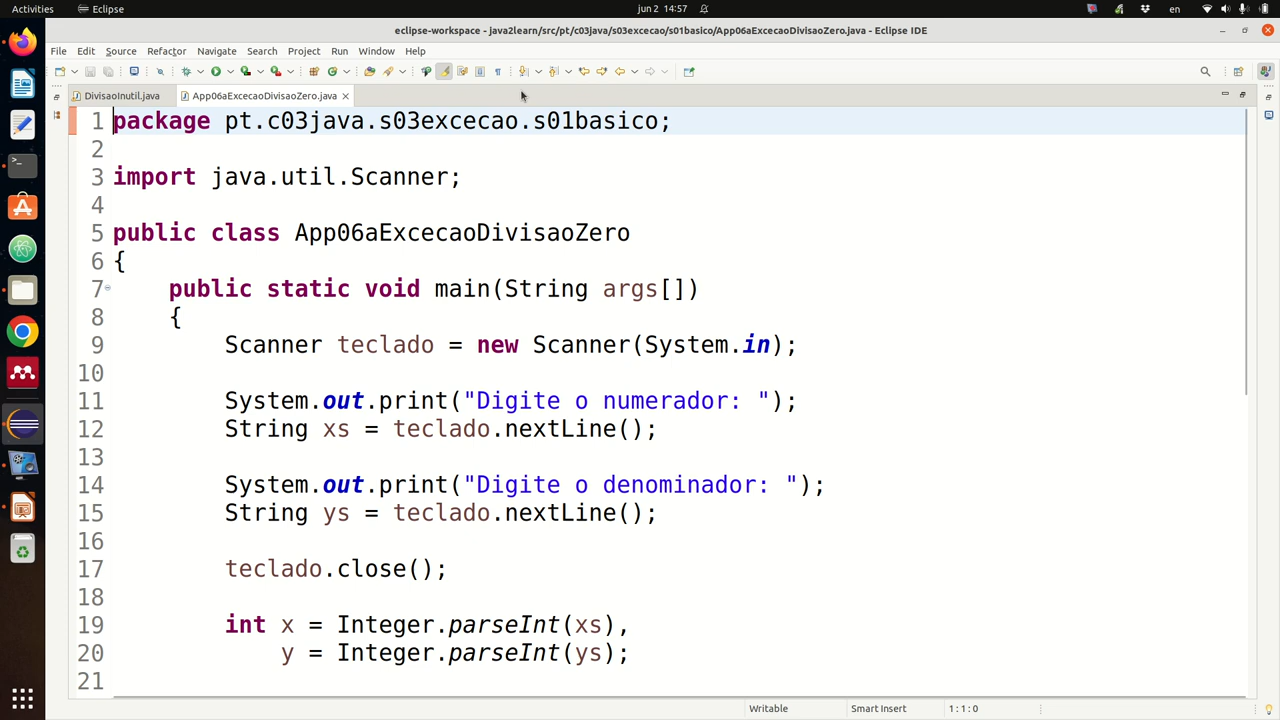 Activities
Eclipse
jun 2 14:57
en
eclipse-workspace - java2learn/src/pt/c03java/s03excecao/s01basico/App06aExcecaoDivisaoZero.java - Eclipse IDE
File Edit Source Refactor Navigate Search Project Run Window Help
DivisaoInutil.java
App06aExcecaoDivisaoZero.java
1 package pt.c03java.s03excecao.s01basico;
2
3 import java.util.Scanner;
4
5 public class App06aExcecaoDivisaoZero
6 {
7 public static void main(String args[])
8 {
9 Scanner teclado = new Scanner(System.in);
10
11 System.out.print("Digite o numerador: ");
12 String xs = teclado.nextLine();
13
14 System.out.print("Digite o denominador: ");
15 String ys = teclado.nextLine();
16
17 teclado.close();
18
19 int x = Integer.parseInt(xs),
20 y = Integer.parseInt(ys);
21
Writable
Smart Insert
1 : 1 : 0